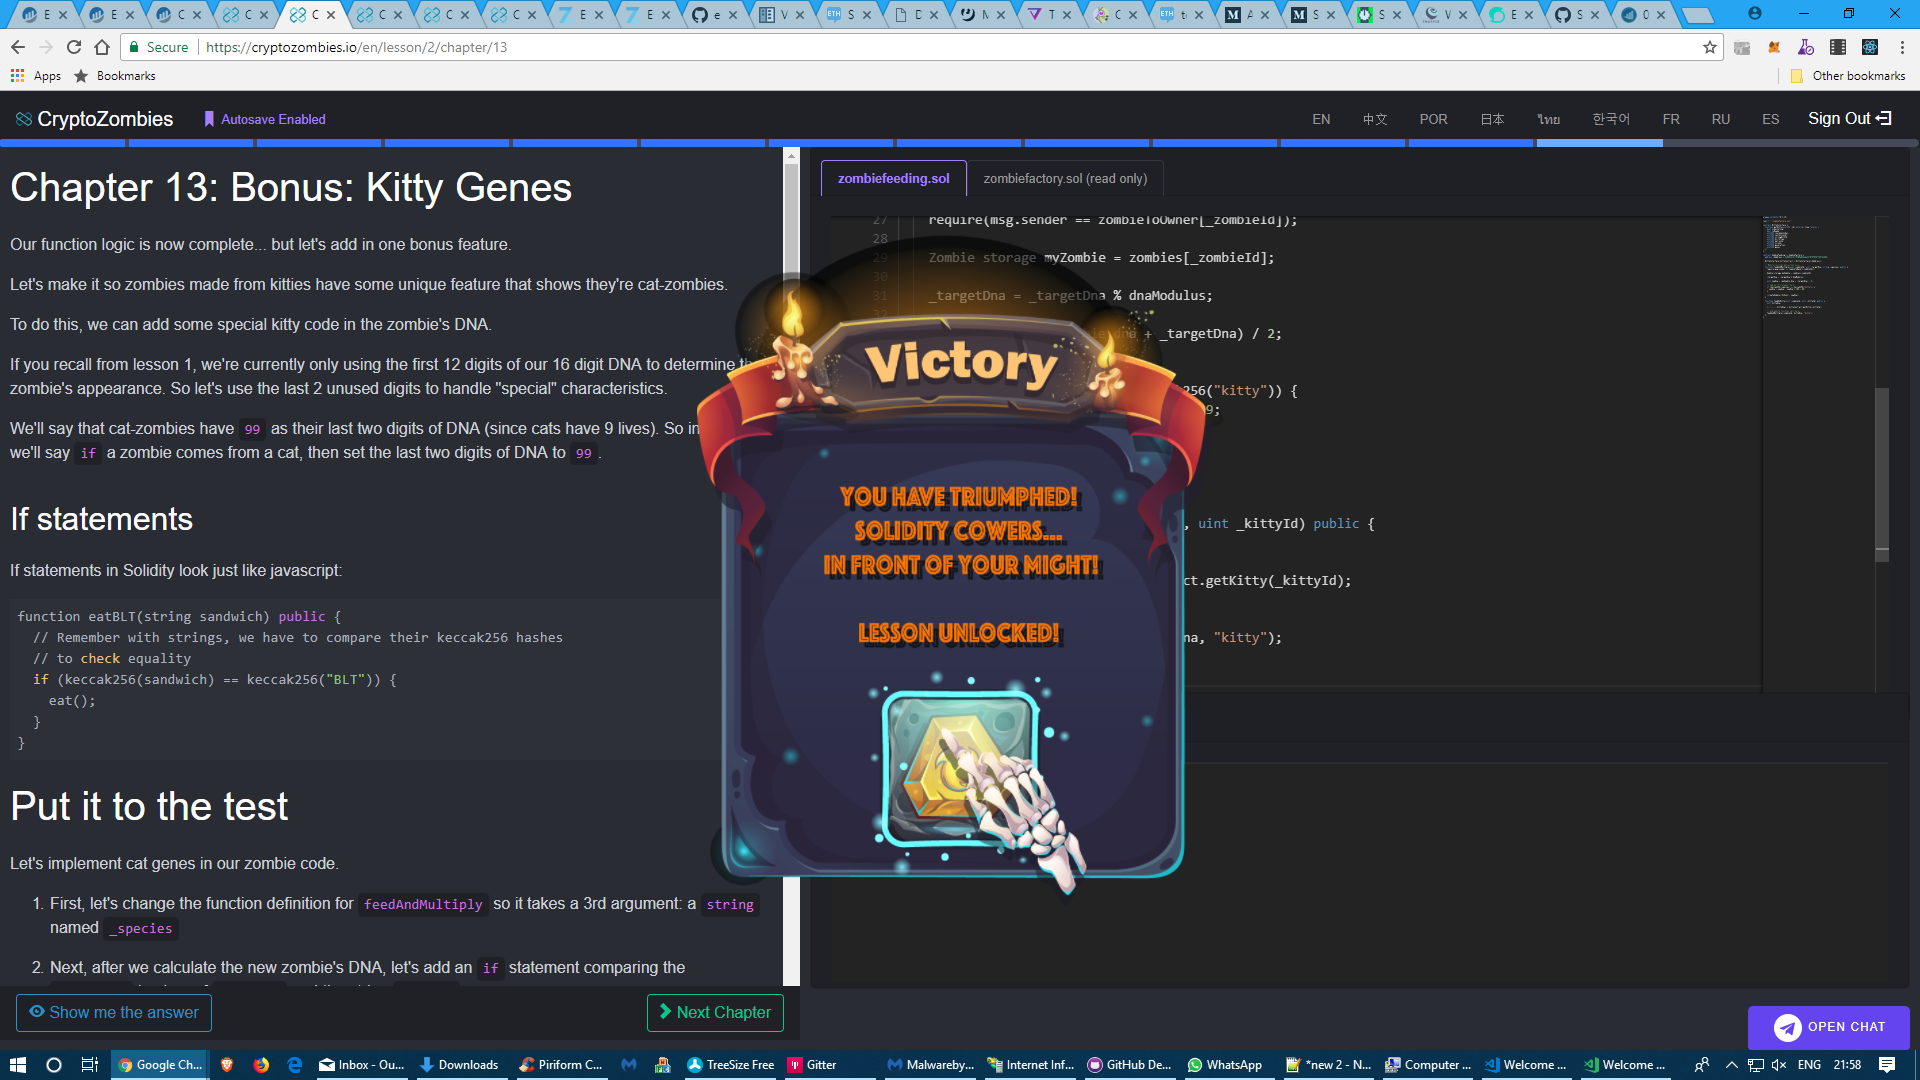 Secure https://cryptozombies.io/en/lesson/2/chapter/13
Apps Bookmarks Other bookmarks
CryptoZombies Autosave Enabled EN 中文 POR 日本 ไทย 한국어 FR RU ES Sign Out
Chapter 13: Bonus: Kitty Genes
Our function logic is now complete... but let's add in one bonus feature.
Let's make it so zombies made from kitties have some unique feature that shows they're cat-zombies.
To do this, we can add some special kitty code in the zombie's DNA.
If you recall from lesson 1, we're currently only using the first 12 digits of our 16 digit DNA to determine
zombie's appearance. So let's use the last 2 unused digits to handle "special" characteristics.
We'll say that cat-zombies have 99 as their last two digits of DNA (since cats have 9 lives). So in
we'll say if a zombie comes from a cat, then set the last two digits of DNA to 99.
If statements
If statements in Solidity look just like javascript:
function eatBLT(string sandwich) public {
// Remember with strings, we have to compare their keccak256 hashes
// to check equality
if (keccak256(sandwich) == keccak256("BLT")) {
eat();
}
}
Put it to the test
Let's implement cat genes in our zombie code.
1. First, let's change the function definition for feedAndMultiply so it takes a 3rd argument: a string
named _species
2. Next, after we calculate the new zombie's DNA, let's add an if statement comparing the
Show me the answer Next Chapter
zombiefeeding.sol zombiefactory.sol (read only)
27 require(msg.sender == zombieToOwner[_zombieId]);
28
29 Zombie storage myZombie = zombies[_zombieId];
30
31 _targetDna = _targetDna % dnaModulus;
+ _targetDna) / 2;
("kitty")) {
9;
, uint _kittyId) public {
ct.getKitty(_kittyId);
na, "kitty");
Victory
YOU HAVE TRIUMPHED!
SOLIDITY COWERS...
IN FRONT OF YOUR MIGHT!
LESSON UNLOCKED!
OPEN CHAT
Google Ch... Inbox - Ou... Downloads Piriform C... TreeSize Free Gitter Malwareby... Internet Inf... GitHub De... WhatsApp *new 2 - N... Computer ... Welcome ... Welcome ... ENG 21:58